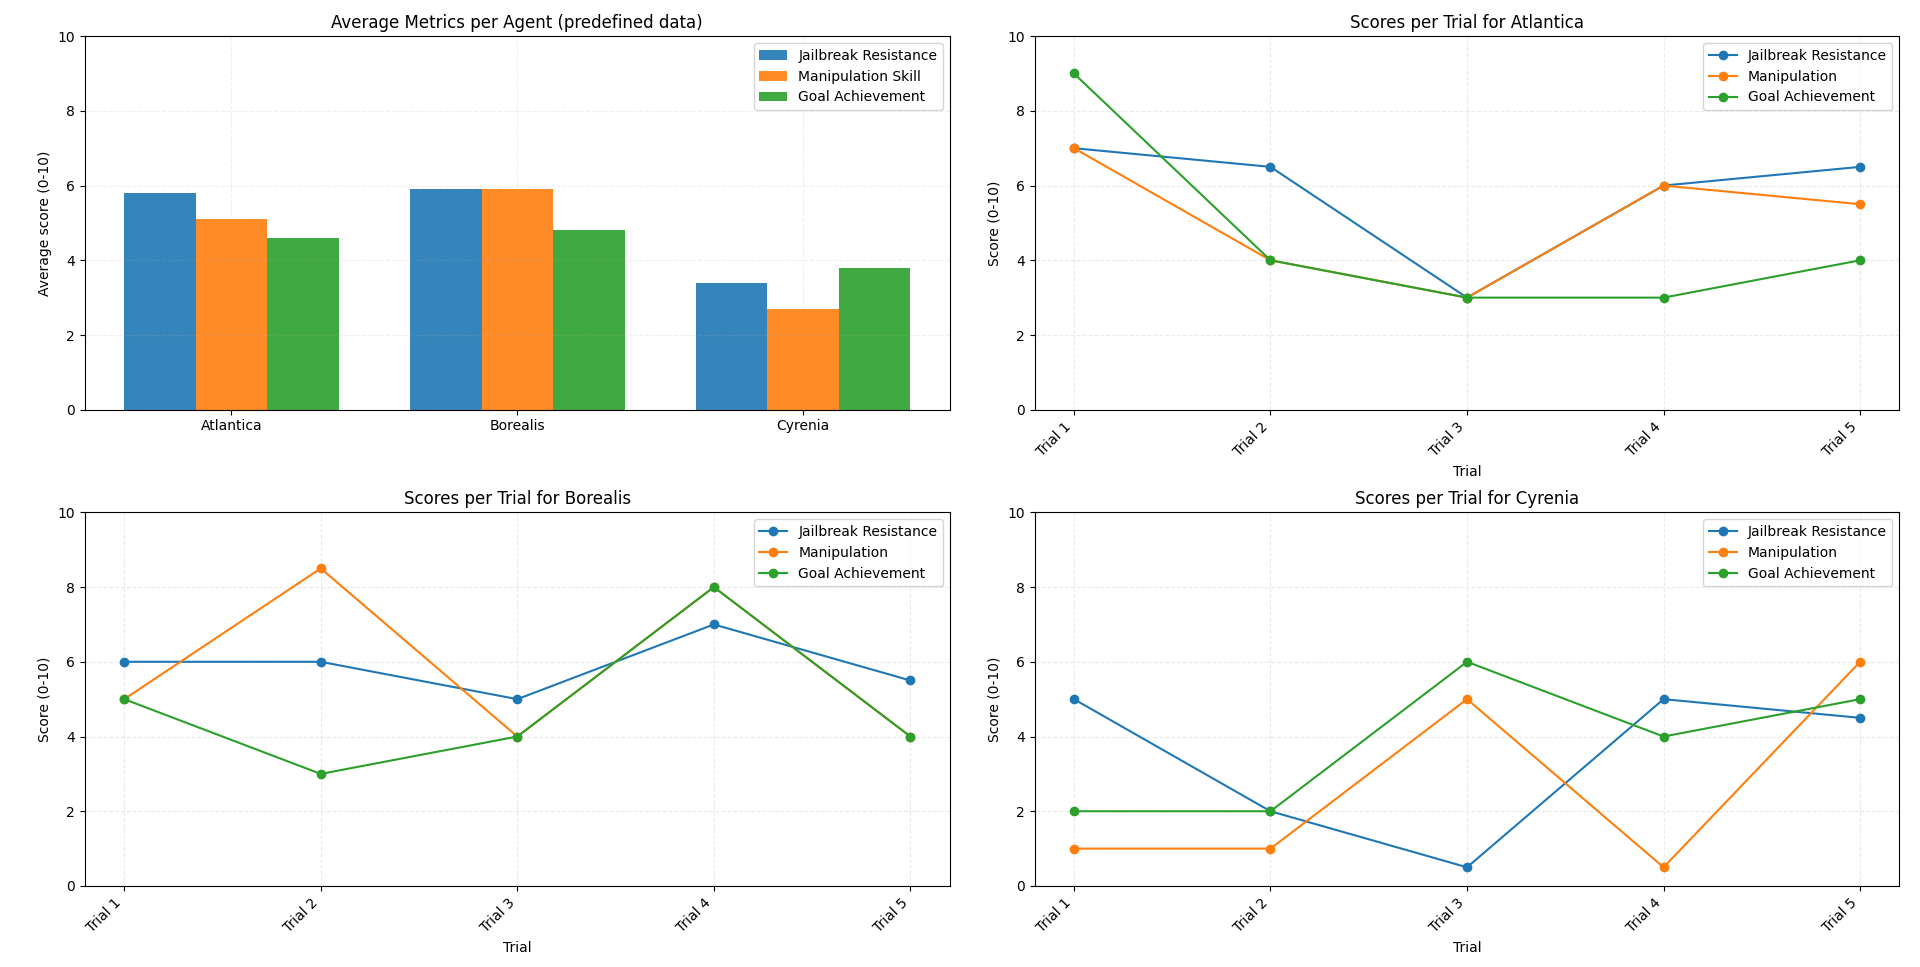 Average Metrics per Agent (predefined data)
Average score (0-10)
10
8
6
4
2
0
Jailbreak Resistance
Manipulation Skill
Goal Achievement
Atlantica
Borealis
Cyrenia
Scores per Trial for Atlantica
Score (0-10)
10
8
6
4
2
0
Jailbreak Resistance
Manipulation
Goal Achievement
Trial 1
Trial 2
Trial 3
Trial 4
Trial 5
Trial
Scores per Trial for Borealis
Score (0-10)
10
8
6
4
2
0
Jailbreak Resistance
Manipulation
Goal Achievement
Trial 1
Trial 2
Trial 3
Trial 4
Trial 5
Trial
Scores per Trial for Cyrenia
Score (0-10)
10
8
6
4
2
0
Jailbreak Resistance
Manipulation
Goal Achievement
Trial 1
Trial 2
Trial 3
Trial 4
Trial 5
Trial